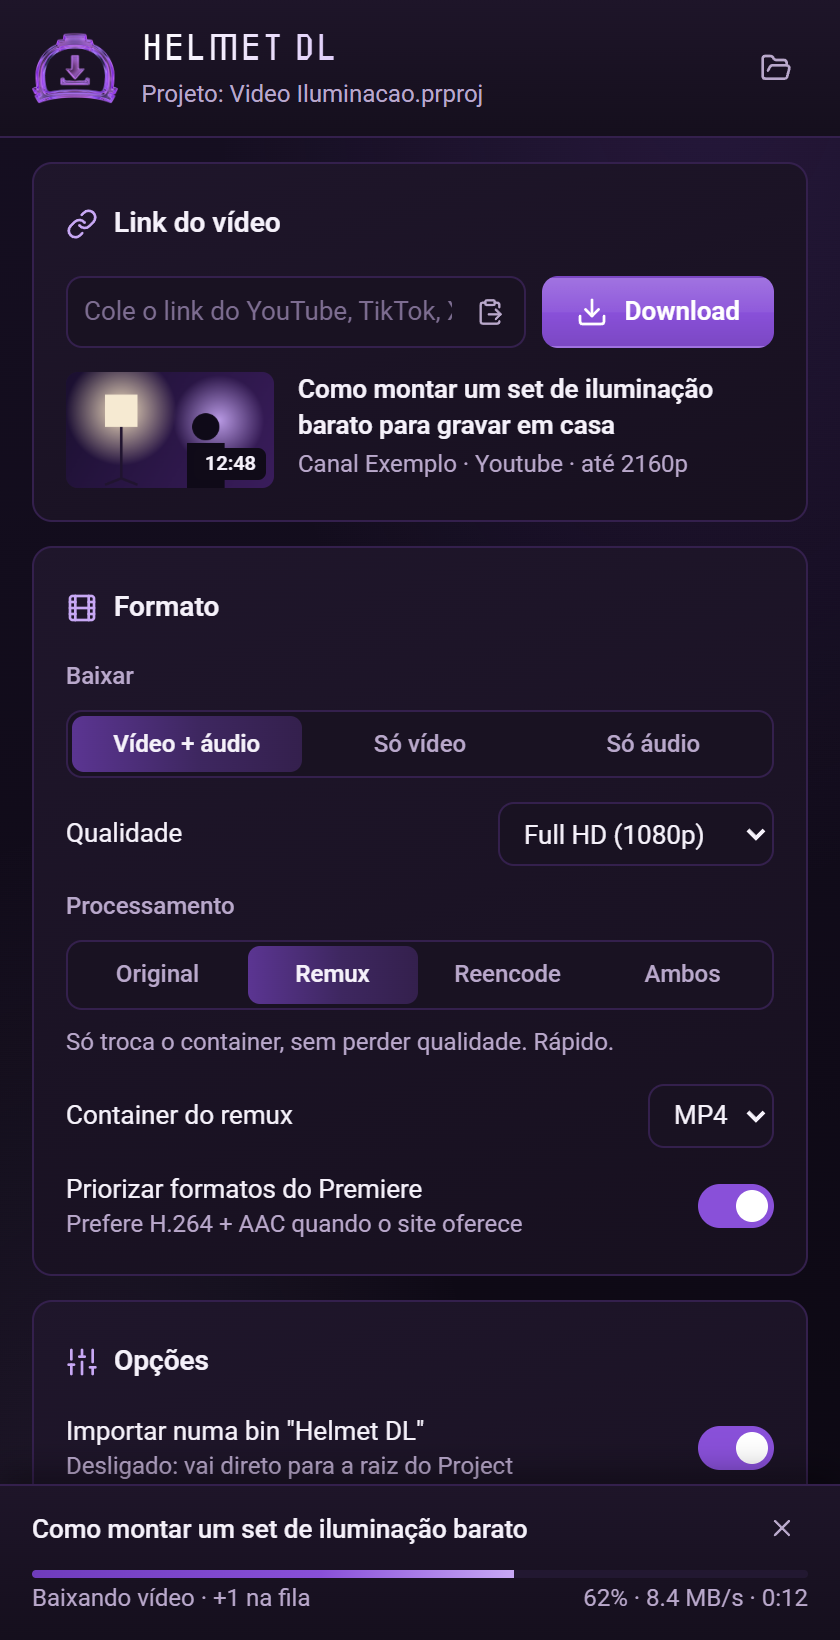 HELMET DL
Projeto: Video Iluminacao.prproj
Link do vídeo
Cole o link do YouTube, TikTok,
Download
12:48
Como montar um set de iluminação
barato para gravar em casa
Canal Exemplo · Youtube · até 2160p
Formato
Baixar
Vídeo + áudio
Só vídeo
Só áudio
Qualidade
Full HD (1080p)
Processamento
Original
Remux
Reencode
Ambos
Só troca o container, sem perder qualidade. Rápido.
Container do remux
MP4
Priorizar formatos do Premiere
Prefere H.264 + AAC quando o site oferece
Opções
Importar numa bin "Helmet DL"
Desligado: vai direto para a raiz do Project
Como montar um set de iluminação barato
Baixando vídeo · +1 na fila
62% · 8.4 MB/s · 0:12